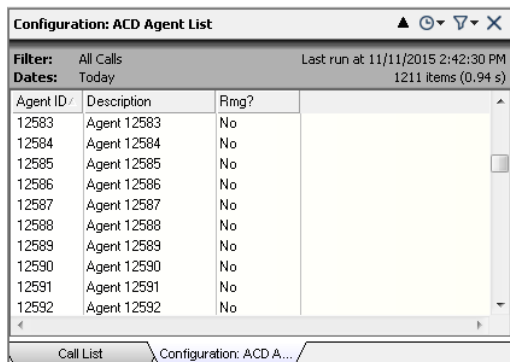 Configuration: ACD Agent List
Filter: All Calls Last run at 11/11/2015 2:42:30 PM
Dates: Today 1211 items (0.94 s)
Agent ID Description Rmg?
12583 Agent 12583 No
12584 Agent 12584 No
12585 Agent 12585 No
12586 Agent 12586 No
12587 Agent 12587 No
12588 Agent 12588 No
12589 Agent 12589 No
12590 Agent 12590 No
12591 Agent 12591 No
12592 Agent 12592 No
Call List Configuration: ACD A...